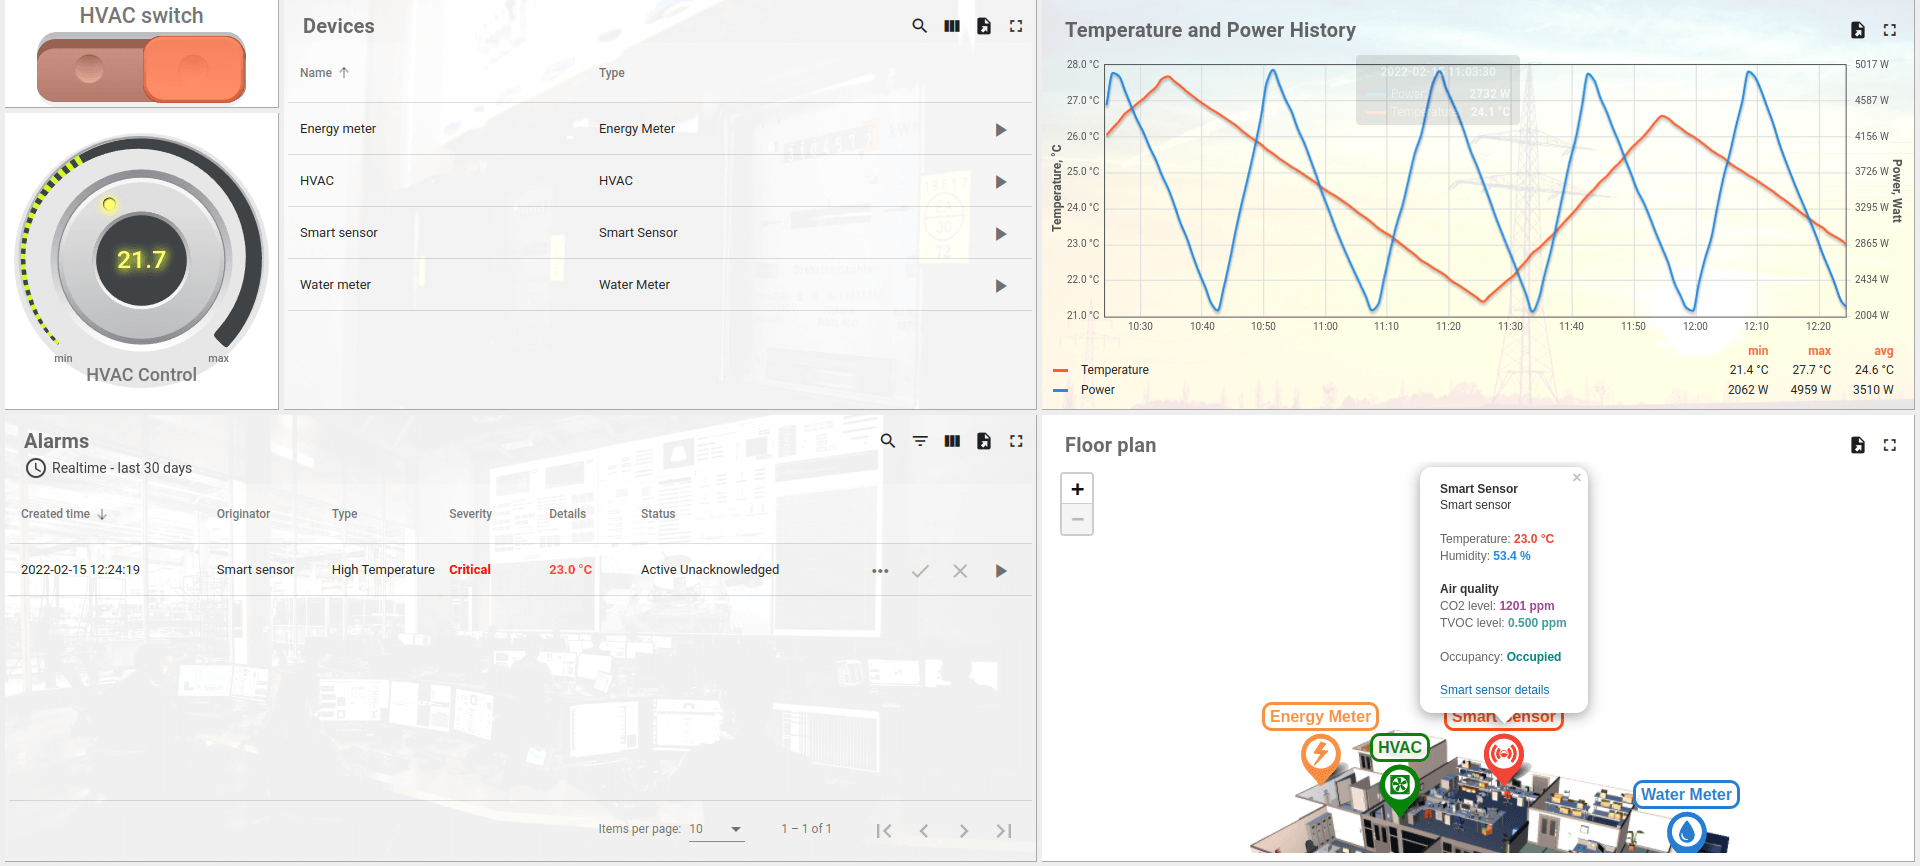 HVAC switch
21.7
min max
HVAC Control
Devices
Name Type
Energy meter Energy Meter
HVAC HVAC
Smart sensor Smart Sensor
Water meter Water Meter
Temperature and Power History
2022-02-15 11:03:30
Power 2732 W
Temperature 24.1 °C
28.0 °C 5017 W
27.0 °C 4587 W
26.0 °C 4156 W
25.0 °C 3726 W
24.0 °C 3295 W
23.0 °C 2865 W
22.0 °C 2434 W
21.0 °C 2004 W
Temperature, °C
Power, Watt
10:30 10:40 10:50 11:00 11:10 11:20 11:30 11:40 11:50 12:00 12:10 12:20
min max avg
Temperature 21.4 °C 27.7 °C 24.6 °C
Power 2062 W 4959 W 3510 W
Alarms
Realtime - last 30 days
Created time Originator Type Severity Details Status
2022-02-15 12:24:19 Smart sensor High Temperature Critical 23.0 °C Active Unacknowledged
Items per page: 10 1 – 1 of 1
Floor plan
+
−
×
Smart Sensor
Smart sensor
Temperature: 23.0 °C
Humidity: 53.4 %
Air quality
CO2 level: 1201 ppm
TVOC level: 0.500 ppm
Occupancy: Occupied
Smart sensor details
Energy Meter
Smart Sensor
HVAC
Water Meter